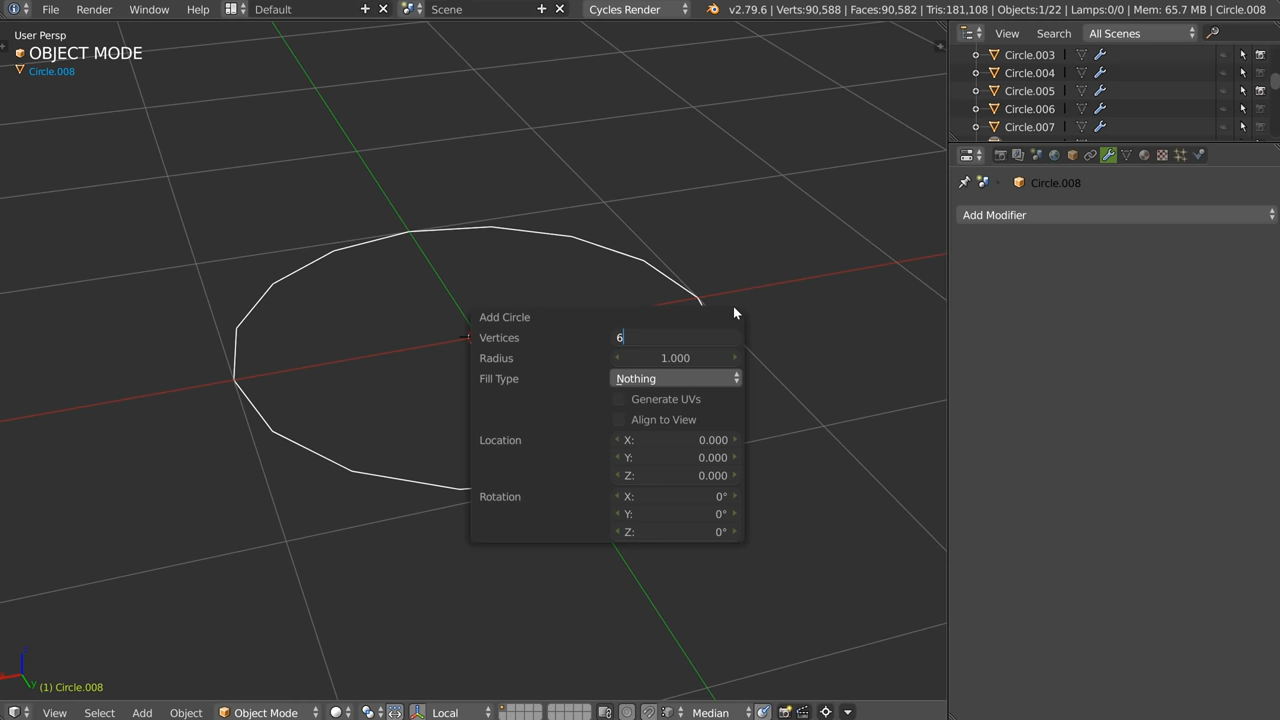 File Render Window Help Default Scene Cycles Render v2.79.6 | Verts:90,588 | Faces:90,582 | Tris:181,108 | Objects:1/22 | Lamps:0/0 | Mem: 65.7 MB | Circle.008
User Persp
OBJECT MODE
Circle.008
View Search All Scenes
Circle.003
Circle.004
Circle.005
Circle.006
Circle.007
Circle.008
Add Modifier
Add Circle
Vertices 6
Radius 1.000
Fill Type Nothing
Generate UVs
Align to View
Location X: 0.000
Y: 0.000
Z: 0.000
Rotation X: 0°
Y: 0°
Z: 0°
z
y
(1) Circle.008
View Select Add Object Object Mode Local Median